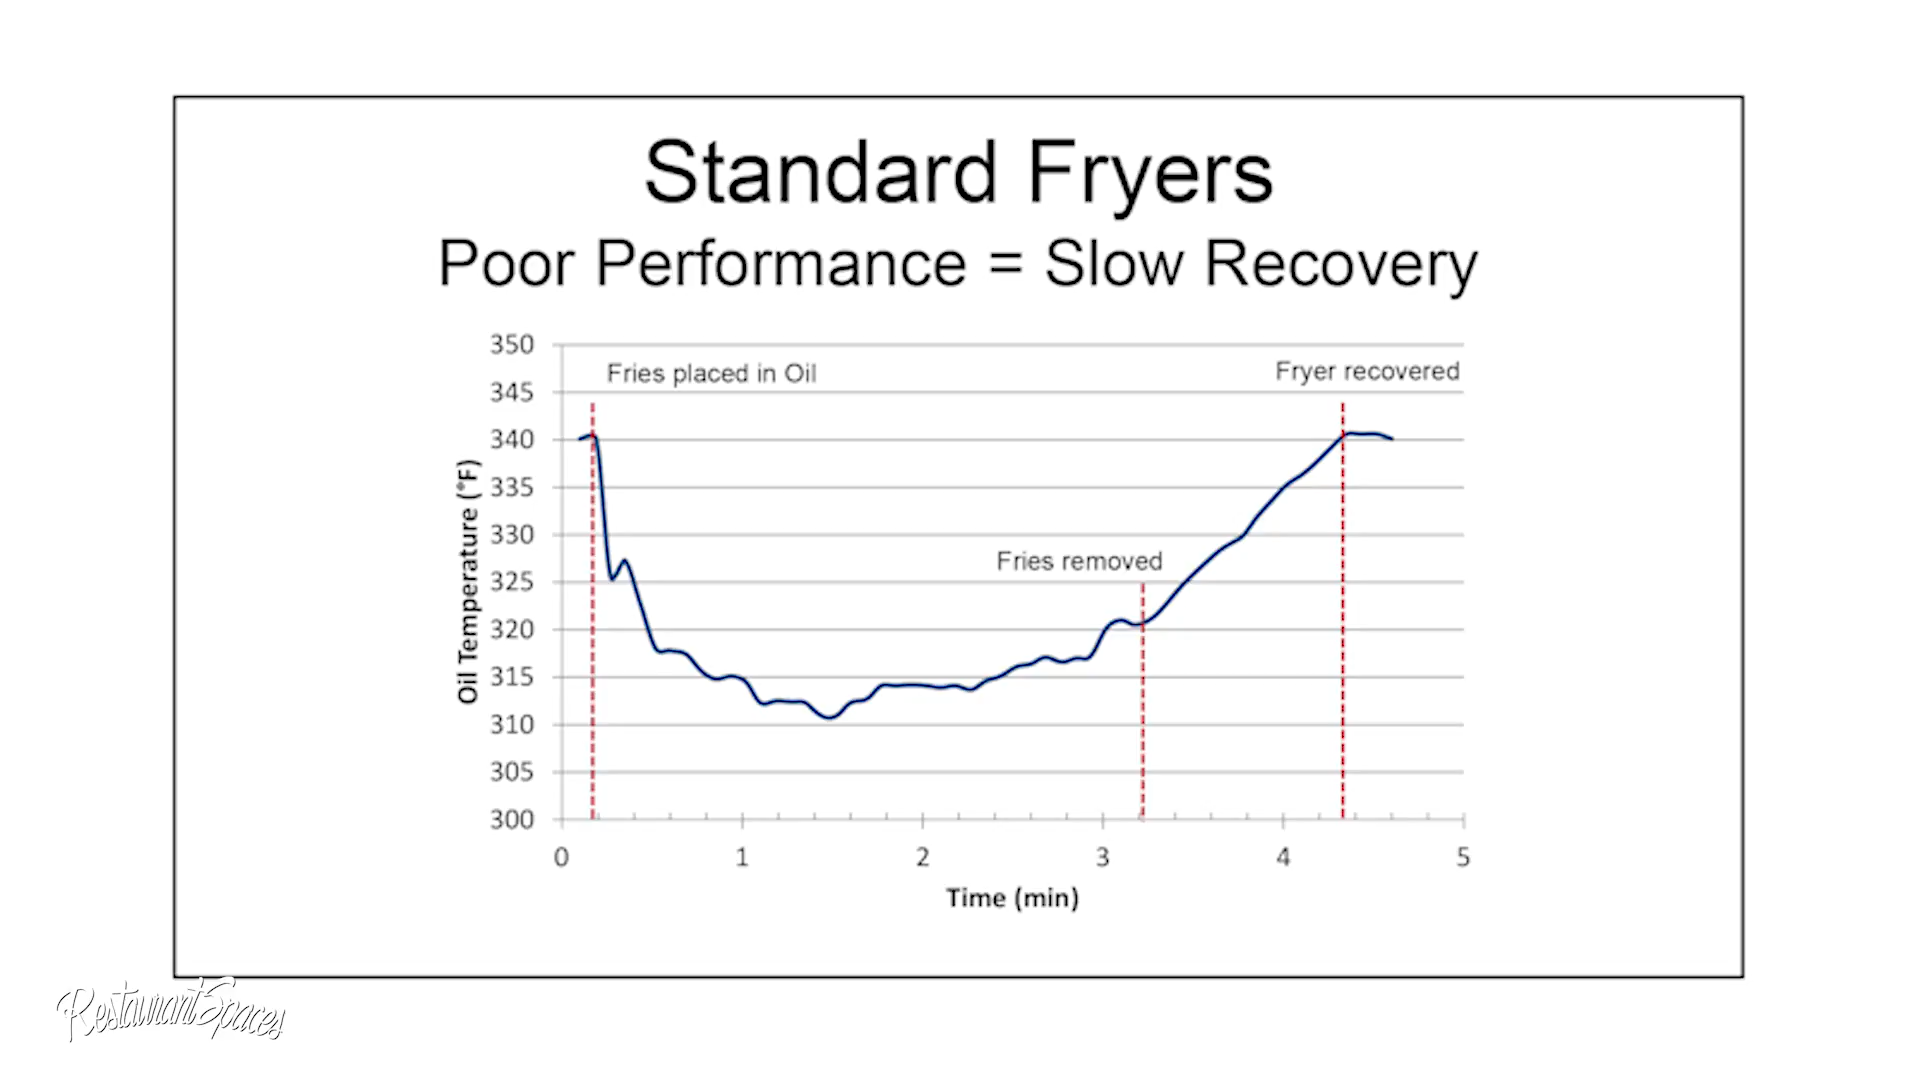 Standard Fryers
Poor Performance = Slow Recovery
350
Fries placed in Oil
Fryer recovered
345
340
335
330
Fries removed
325
320
315
310
305
300
Oil Temperature (°F)
0 1 2 3 4 5
Time (min)
RestaurantSpaces